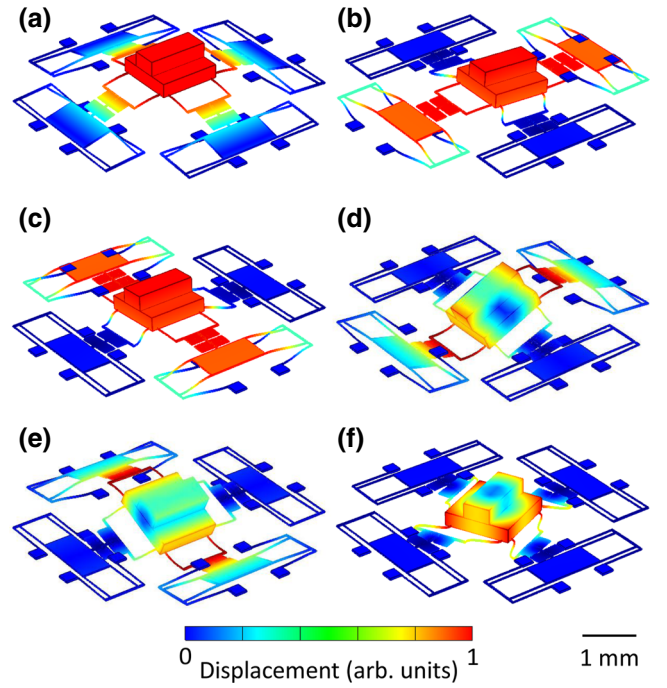 (a) (b)
(c) (d)
(e) (f)
0 1
Displacement (arb. units)
1 mm